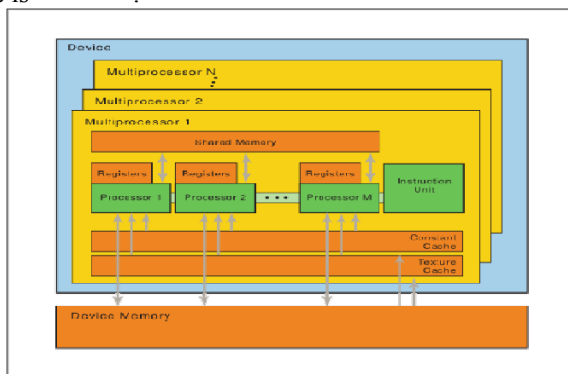 Device
Multiprocessor N
Multiprocessor 2
Multiprocessor 1
Shared Memory
Registers
Registers
Registers
Processor 1
Processor 2
...
Processor M
Instruction
Unit
Constant
Cache
Texture
Cache
Device Memory